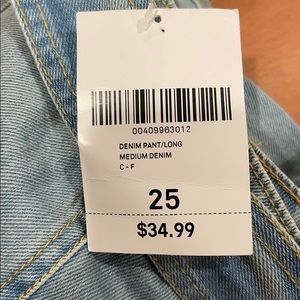 00409963012
DENIM PANT/LONG
MEDIUM DENIM
C - F
25
$34.99